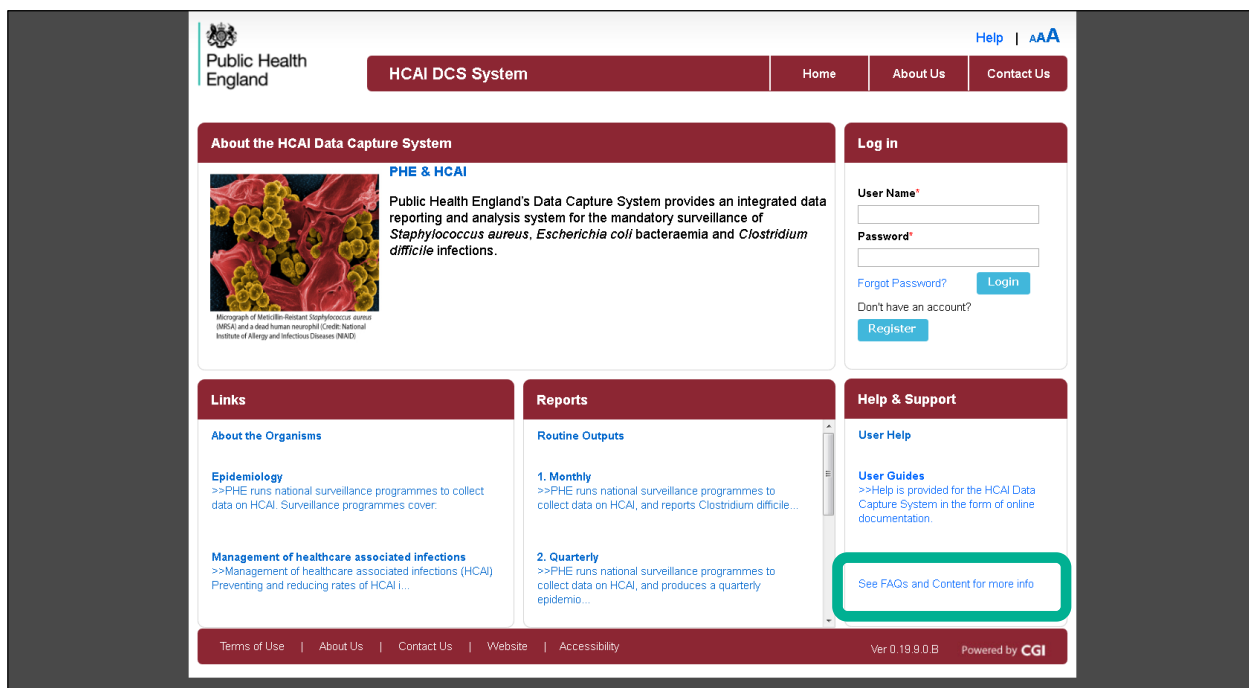 Help | AAA
Public Health
England
HCAI DCS System
Home
About Us
Contact Us
About the HCAI Data Capture System
PHE & HCAI
Public Health England's Data Capture System provides an integrated data
reporting and analysis system for the mandatory surveillance of
Staphylococcus aureus, Escherichia coli bacteraemia and Clostridium
difficile infections.
Micrograph of Meticillin-Reistant Staphylococcus aureus
(MRSA) and a dead human neurophil (Credit: National
Institute of Allergy and Infectious Diseases (NIAID)
Log in
User Name*
Password*
Forgot Password?
Login
Don't have an account?
Register
Links
About the Organisms
Epidemiology
>>PHE runs national surveillance programmes to collect
data on HCAI. Surveillance programmes cover:
Management of healthcare associated infections
>>Management of healthcare associated infections (HCAI)
Preventing and reducing rates of HCAI i...
Reports
Routine Outputs
1. Monthly
>>PHE runs national surveillance programmes to
collect data on HCAI, and reports Clostridium difficile...
2. Quarterly
>>PHE runs national surveillance programmes to
collect data on HCAI, and produces a quarterly
epidemio...
Help & Support
User Help
User Guides
>>Help is provided for the HCAI Data
Capture System in the form of online
documentation.
See FAQs and Content for more info
Terms of Use | About Us | Contact Us | Website | Accessibility
Ver 0.19.9.0.B
Powered by CGI